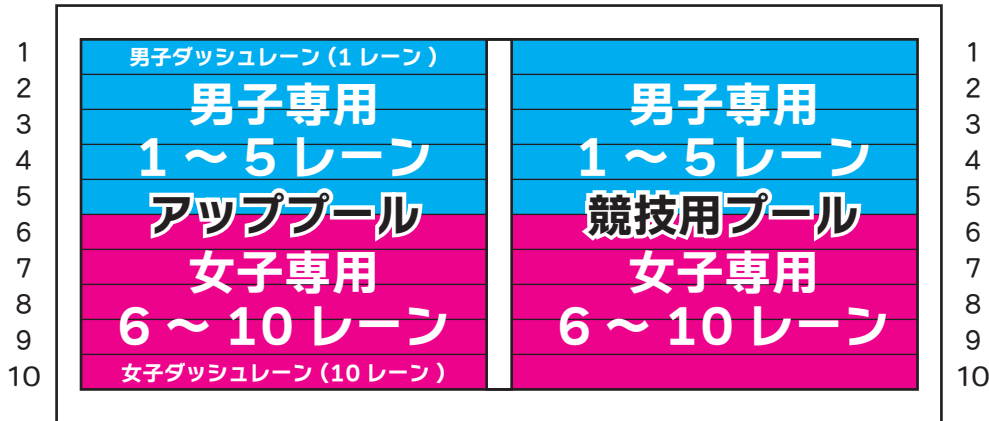 1
2
3
4
5
6
7
8
9
10
男子ダッシュレーン(1レーン)
男子専用
1～5レーン
アッププール
女子専用
6～10レーン
女子ダッシュレーン(10レーン)
男子専用
1～5レーン
競技用プール
女子専用
6～10レーン
1
2
3
4
5
6
7
8
9
10